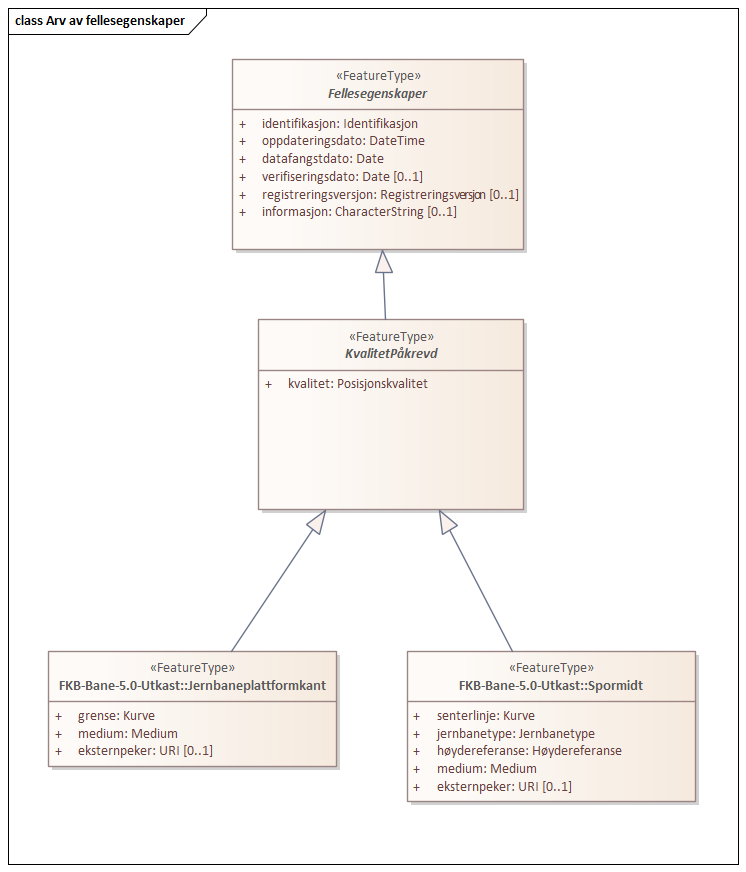 class Arv av fellesegenskaper
«FeatureType»
Fellesegenskaper
+ identifikasjon: Identifikasjon
+ oppdateringsdato: DateTime
+ datafangstdato: Date
+ verifiseringsdato: Date [0..1]
+ registreringsversjon: Registreringsversjon [0..1]
+ informasjon: CharacterString [0..1]
«FeatureType»
KvalitetPåkrevd
+ kvalitet: Posisjonskvalitet
«FeatureType»
FKB-Bane-5.0-Utkast::Jernbaneplattformkant
+ grense: Kurve
+ medium: Medium
+ eksternpeker: URI [0..1]
«FeatureType»
FKB-Bane-5.0-Utkast::Spormidt
+ senterlinje: Kurve
+ jernbanetype: Jernbanetype
+ høydereferanse: Høydereferanse
+ medium: Medium
+ eksternpeker: URI [0..1]